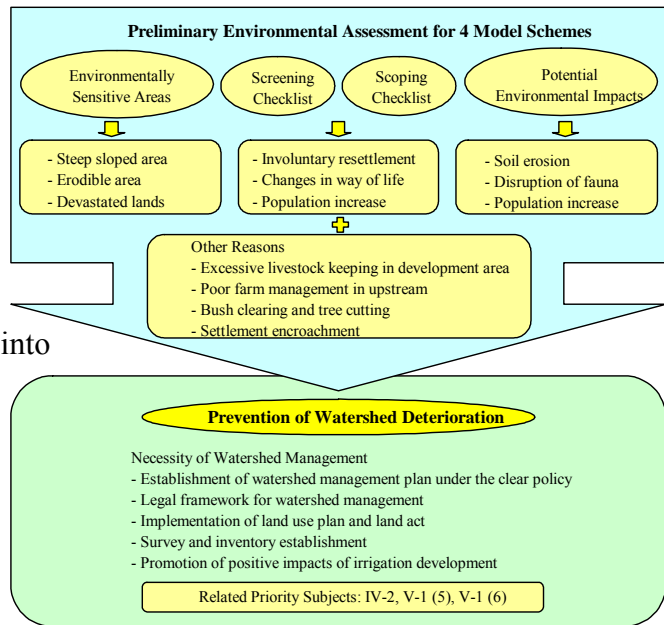 Preliminary Environmental Assessment for 4 Model Schemes
Environmentally
Sensitive Areas
Screening
Checklist
Scoping
Checklist
Potential
Environmental Impacts
- Steep sloped area
- Erodible area
- Devastated lands
- Involuntary resettlement
- Changes in way of life
- Population increase
- Soil erosion
- Disruption of fauna
- Population increase
Other Reasons
- Excessive livestock keeping in development area
- Poor farm management in upstream
- Bush clearing and tree cutting
- Settlement encroachment
into
Prevention of Watershed Deterioration
Necessity of Watershed Management
- Establishment of watershed management plan under the clear policy
- Legal framework for watershed management
- Implementation of land use plan and land act
- Survey and inventory establishment
- Promotion of positive impacts of irrigation development
Related Priority Subjects: IV-2, V-1 (5), V-1 (6)